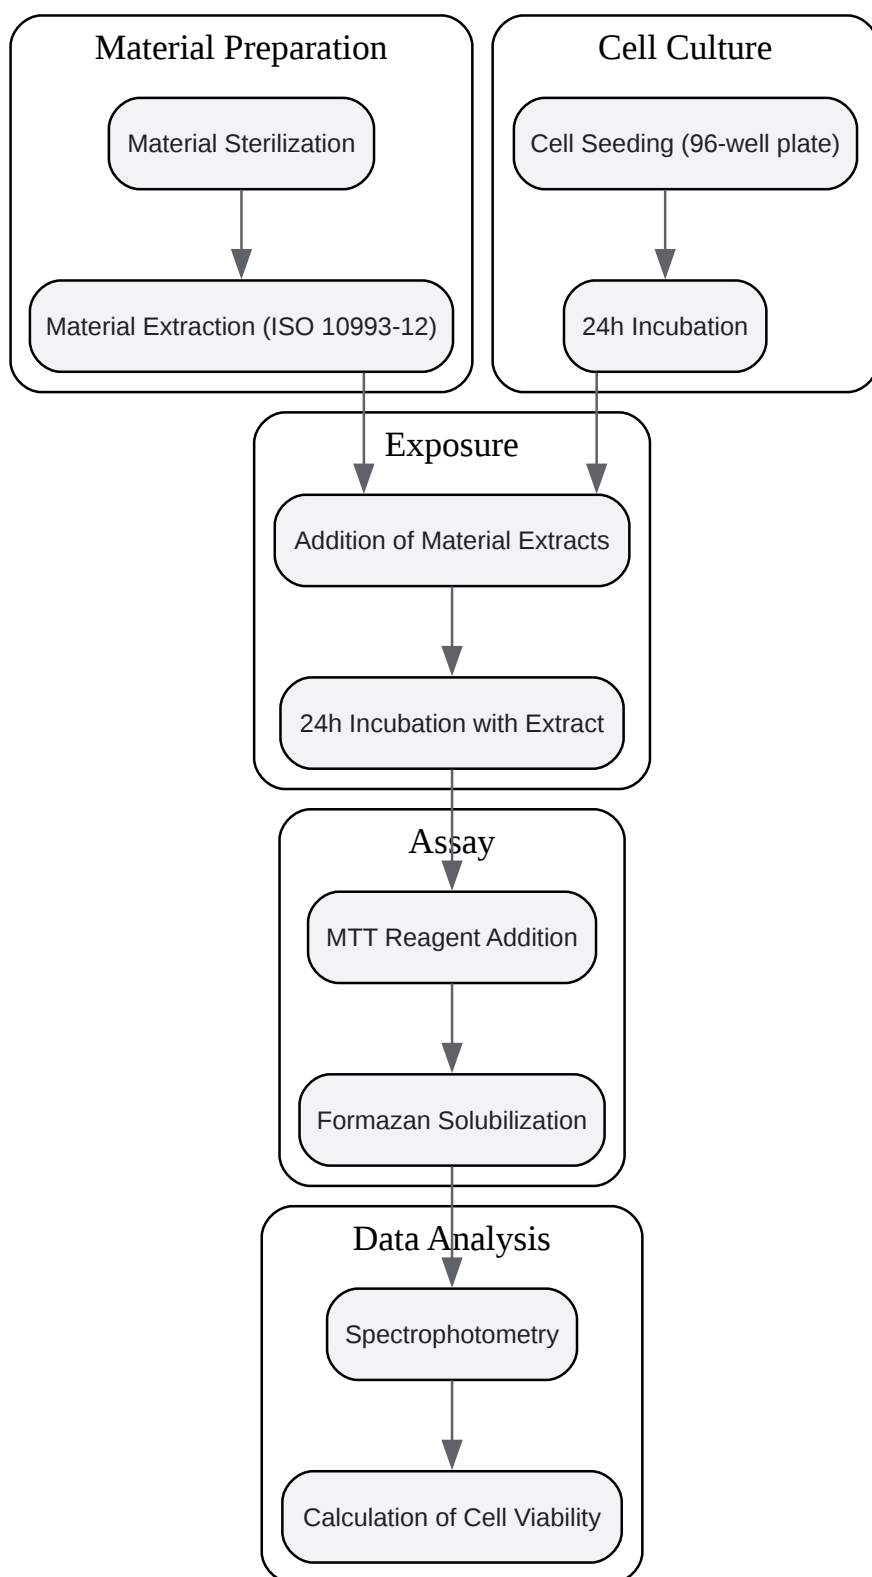 Material Preparation
Material Sterilization
Material Extraction (ISO 10993-12)
Cell Culture
Cell Seeding (96-well plate)
24h Incubation
Exposure
Addition of Material Extracts
24h Incubation with Extract
Assay
MTT Reagent Addition
Formazan Solubilization
Data Analysis
Spectrophotometry
Calculation of Cell Viability